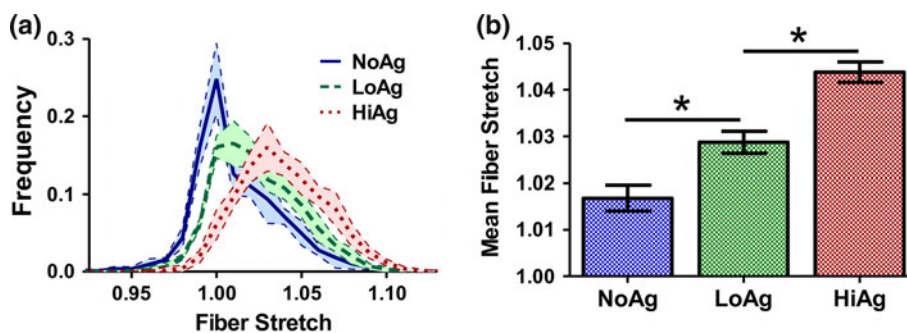 (a)
0.3
0.2
0.1
0.0
Frequency
NoAg
LoAg
HiAg
0.95 1.00 1.05 1.10
Fiber Stretch
(b)
1.05
1.04
1.03
1.02
1.01
1.00
Mean Fiber Stretch
*
*
NoAg LoAg HiAg